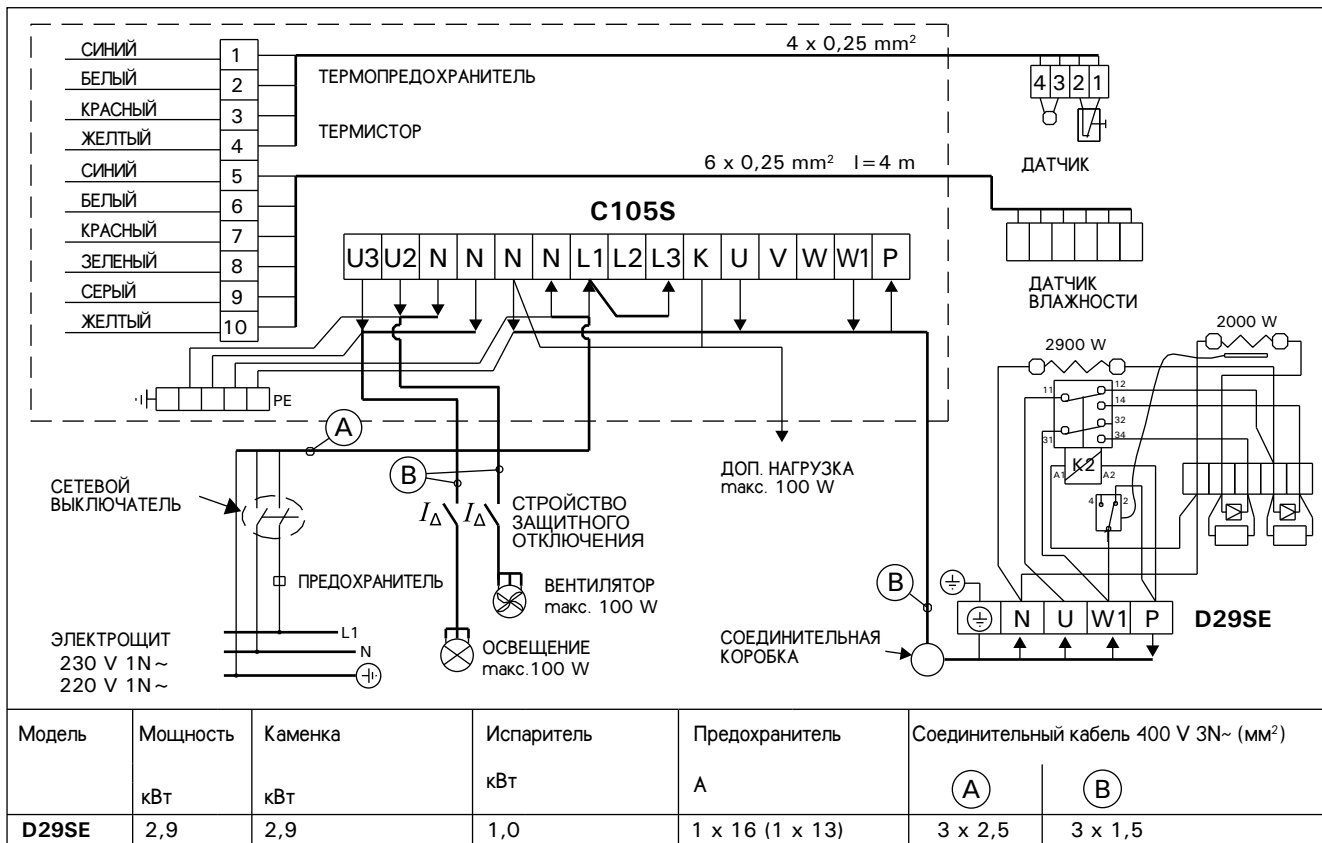 СИНИЙ 1
БЕЛЫЙ 2
КРАСНЫЙ 3
ЖЕЛТЫЙ 4
СИНИЙ 5
БЕЛЫЙ 6
КРАСНЫЙ 7
ЗЕЛЕНЫЙ 8
СЕРЫЙ 9
ЖЕЛТЫЙ 10
ТЕРМОПРЕДОХРАНИТЕЛЬ
ТЕРМИСТОР
4 x 0,25 mm²
4 3 2 1
ДАТЧИК
6 x 0,25 mm² l=4 m
ДАТЧИК
ВЛАЖНОСТИ
C105S
U3 U2 N N N N L1 L2 L3 K U V W W1 P
PE
A
B
СЕТЕВОЙ
ВЫКЛЮЧАТЕЛЬ
IΔ IΔ
СТРОЙСТВО
ЗАЩИТНОГО
ОТКЛЮЧЕНИЯ
ДОП. НАГРУЗКА
макс. 100 W
ПРЕДОХРАНИТЕЛЬ
ВЕНТИЛЯТОР
макс. 100 W
ОСВЕЩЕНИЕ
макс.100 W
ЭЛЕКТРОЩИТ
230 V 1N~
220 V 1N~
L1
N
B
СОЕДИНИТЕЛЬНАЯ
КОРОБКА
2000 W
2900 W
11 12
14
32
31 34
K2
A1 A2
4 2
N U W1 P
D29SE
Модель Мощность Каменка Испаритель Предохранитель Соединительный кабель 400 V 3N~ (мм²)
кВт кВт кВт А A B
D29SE 2,9 2,9 1,0 1 x 16 (1 x 13) 3 x 2,5 3 x 1,5